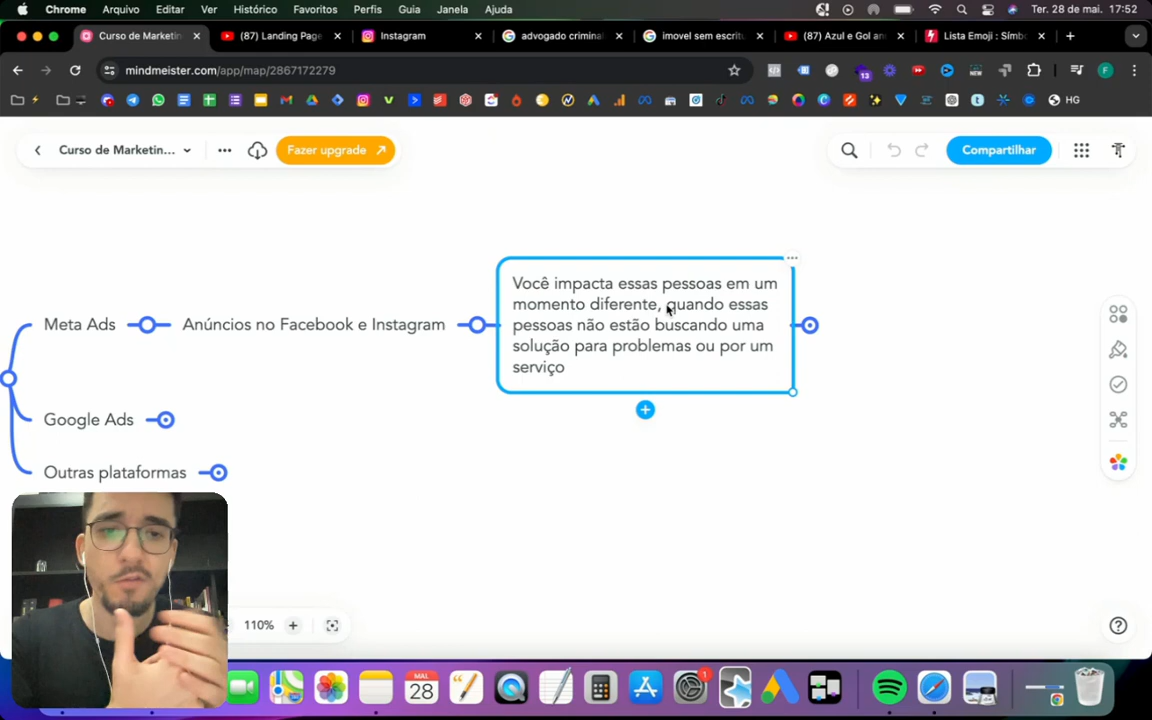 Chrome Arquivo Editar Ver Histórico Favoritos Perfis Guia Janela Ajuda Ter. 28 de mai. 17:52
Curso de Marketin (87) Landing Page Instagram advogado criminal imovel sem escritu (87) Azul e Gol an Lista Emoji : Símb
mindmeister.com/app/map/2867172279
13
NEW
F
HG
Curso de Marketin... Fazer upgrade Compartilhar
Você impacta essas pessoas em um
momento diferente, quando essas
pessoas não estão buscando uma
solução para problemas ou por um
serviço
Meta Ads Anúncios no Facebook e Instagram
Google Ads
Outras plataformas
110%
MAI.
28
1